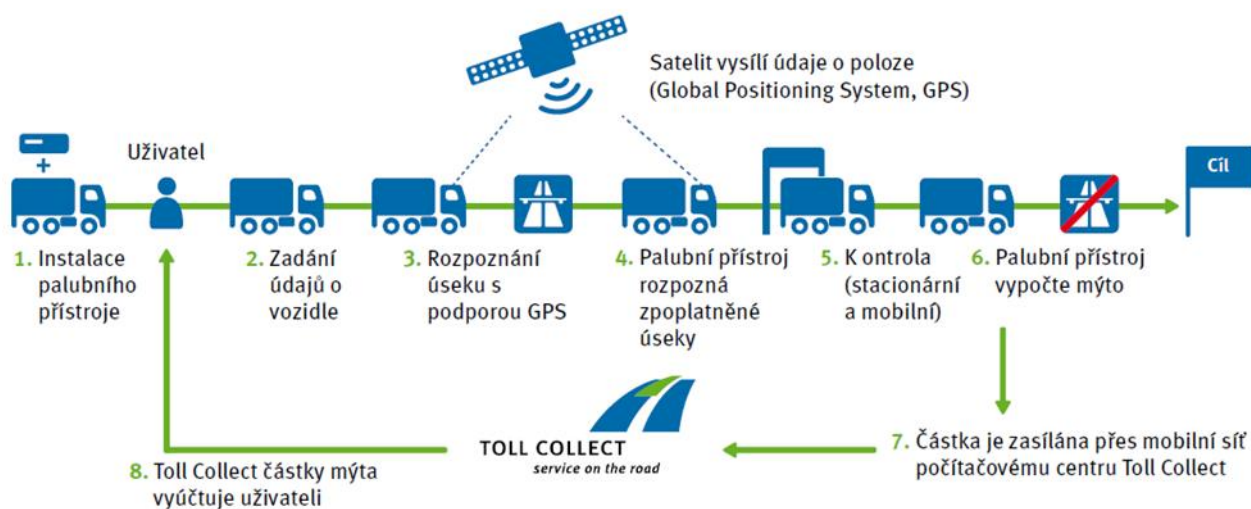 Satelit vysílí údaje o poloze
(Global Positioning System, GPS)
Uživatel
Cíl
1. Instalace
palubního
přístroje
2. Zadání
údajů o
vozidle
3. Rozpoznání
úseku s
podporou GPS
4. Palubní přístroj
rozpozná
zpoplatněné
úseky
5. K ontrola
(stacionární
a mobilní)
6. Palubní přístroj
vypočte mýto
7. Částka je zasílána přes mobilní síť
počítačovému centru Toll Collect
TOLL COLLECT
service on the road
8. Toll Collect částky mýta
vyúčtuje uživateli